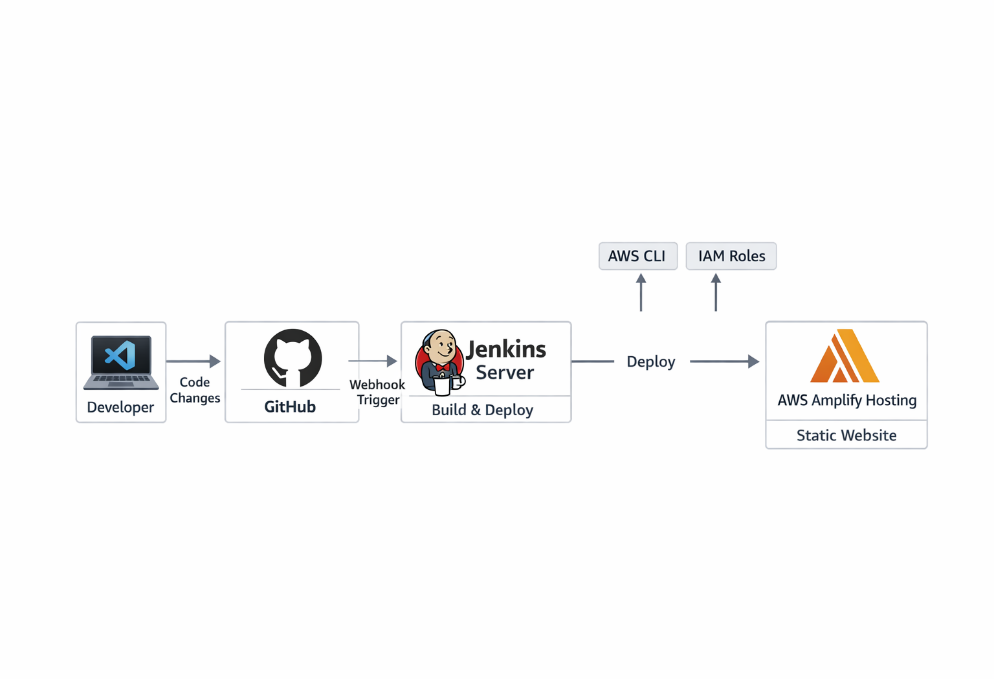 AWS CLI
IAM Roles
Developer
Code
Changes
GitHub
Webhook
Trigger
Jenkins
Server
Build & Deploy
Deploy
AWS Amplify Hosting
Static Website